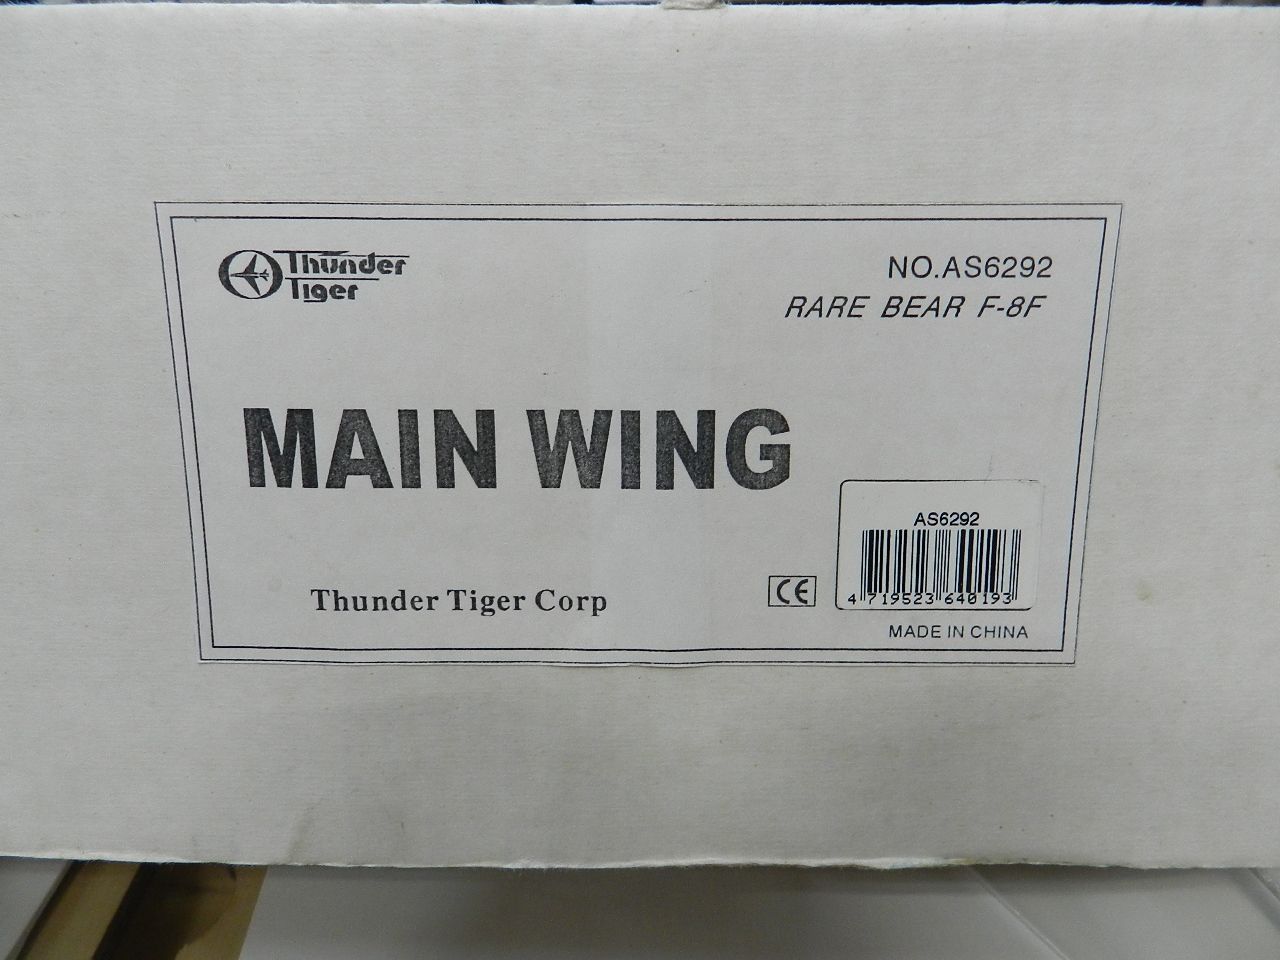 Thunder
Tiger
NO.AS6292
RARE BEAR F-8F
MAIN WING
AS6292
4 719523 640193
Thunder Tiger Corp
CE
MADE IN CHINA